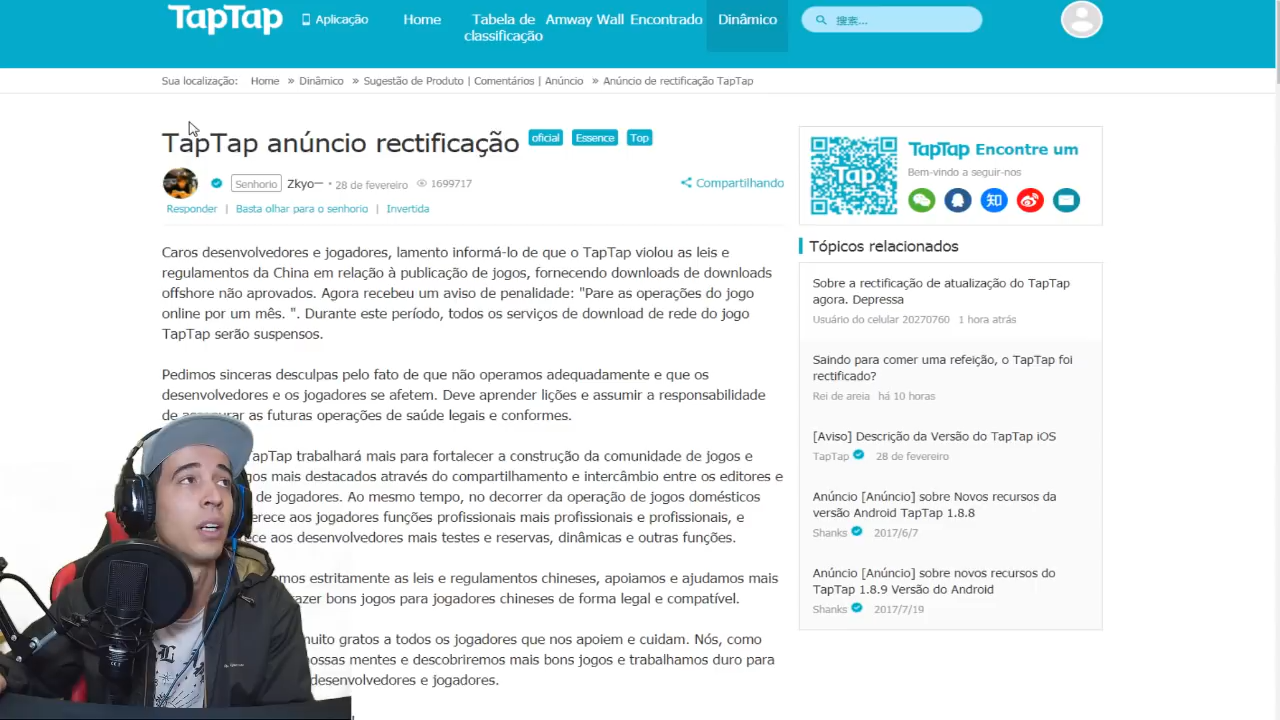 TapTap
Aplicação
Home
Tabela de
classificação
Amway Wall
Encontrado
Dinâmico
搜索...
Sua localização: Home » Dinâmico » Sugestão de Produto | Comentários | Anúncio » Anúncio de rectificação TapTap
TapTap anúncio rectificação oficial Essence Top
Senhorio Zkyo一 • 28 de fevereiro 1699717
Compartilhando
Responder | Basta olhar para o senhorio | Invertida
Caros desenvolvedores e jogadores, lamento informá-lo de que o TapTap violou as leis e
regulamentos da China em relação à publicação de jogos, fornecendo downloads de downloads
offshore não aprovados. Agora recebeu um aviso de penalidade: "Pare as operações do jogo
online por um mês. ". Durante este período, todos os serviços de download de rede do jogo
TapTap serão suspensos.
Pedimos sinceras desculpas pelo fato de que não operamos adequadamente e que os
desenvolvedores e os jogadores se afetem. Deve aprender lições e assumir a responsabilidade
de assegurar as futuras operações de saúde legais e conformes.
TapTap trabalhará mais para fortalecer a construção da comunidade de jogos e
mais destacados através do compartilhamento e intercâmbio entre os editores e
de jogadores. Ao mesmo tempo, no decorrer da operação de jogos domésticos
aos jogadores funções profissionais mais profissionais e profissionais, e
aos desenvolvedores mais testes e reservas, dinâmicas e outras funções.
estritamente as leis e regulamentos chineses, apoiamos e ajudamos mais
bons jogos para jogadores chineses de forma legal e compatível.
gratos a todos os jogadores que nos apoiem e cuidam. Nós, como
mentes e descobriremos mais bons jogos e trabalhamos duro para
desenvolvedores e jogadores.
Tap
TapTap Encontre um
Bem-vindo a seguir-nos
知
Tópicos relacionados
Sobre a rectificação de atualização do TapTap
agora. Depressa
Usuário do celular 20270760 1 hora atrás
Saindo para comer uma refeição, o TapTap foi
rectificado?
Rei de areia há 10 horas
[Aviso] Descrição da Versão do TapTap iOS
TapTap 28 de fevereiro
Anúncio [Anúncio] sobre Novos recursos da
versão Android TapTap 1.8.8
Shanks 2017/6/7
Anúncio [Anúncio] sobre novos recursos do
TapTap 1.8.9 Versão do Android
Shanks 2017/7/19